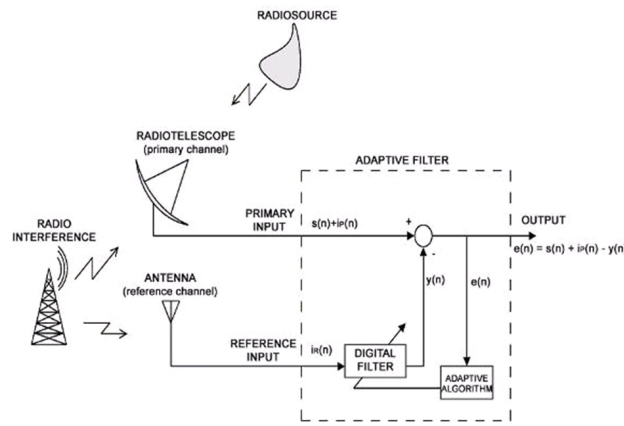 RADIOSOURCE
RADIOTELESCOPE
(primary channel)
ADAPTIVE FILTER
RADIO
INTERFERENCE
PRIMARY
INPUT
s(n)+iP(n)
+
-
OUTPUT
e(n) = s(n) + iP(n) - y(n)
ANTENNA
(reference channel)
y(n)
e(n)
REFERENCE
INPUT
iR(n)
DIGITAL
FILTER
ADAPTIVE
ALGORITHM